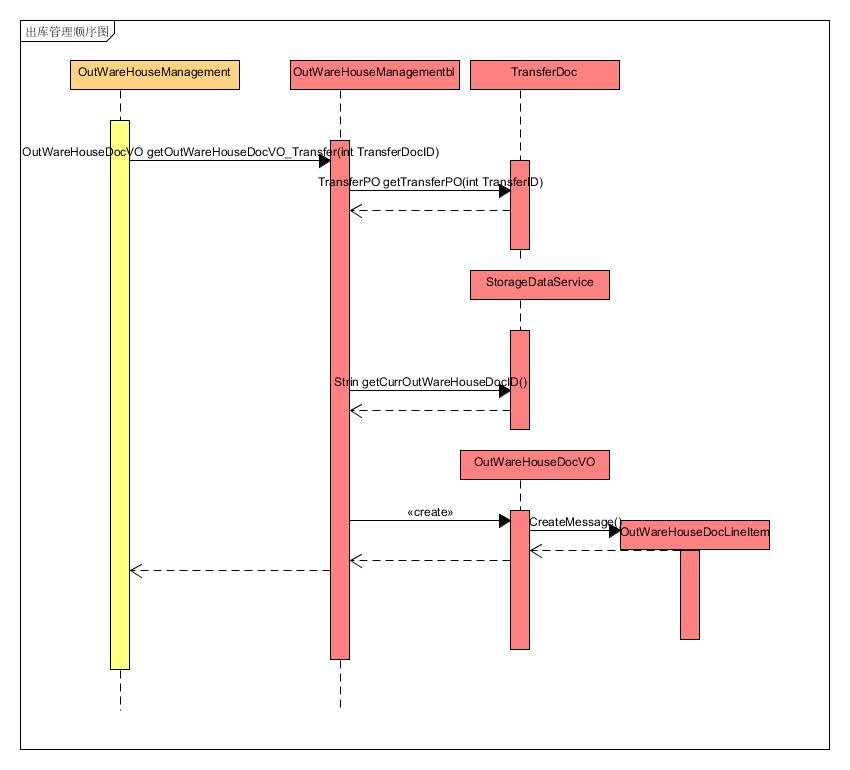 出库管理顺序图
OutWareHouseManagement
OutWareHouseManagementbl
TransferDoc
OutWareHouseDocVO getOutWareHouseDocVO_Transfer(int TransferDocID)
TransferPO getTransferPO(int TransferID)
StorageDataService
Strin getCurrOutWareHouseDocID()
OutWareHouseDocVO
«create»
CreateMessage()
OutWareHouseDocLineItem